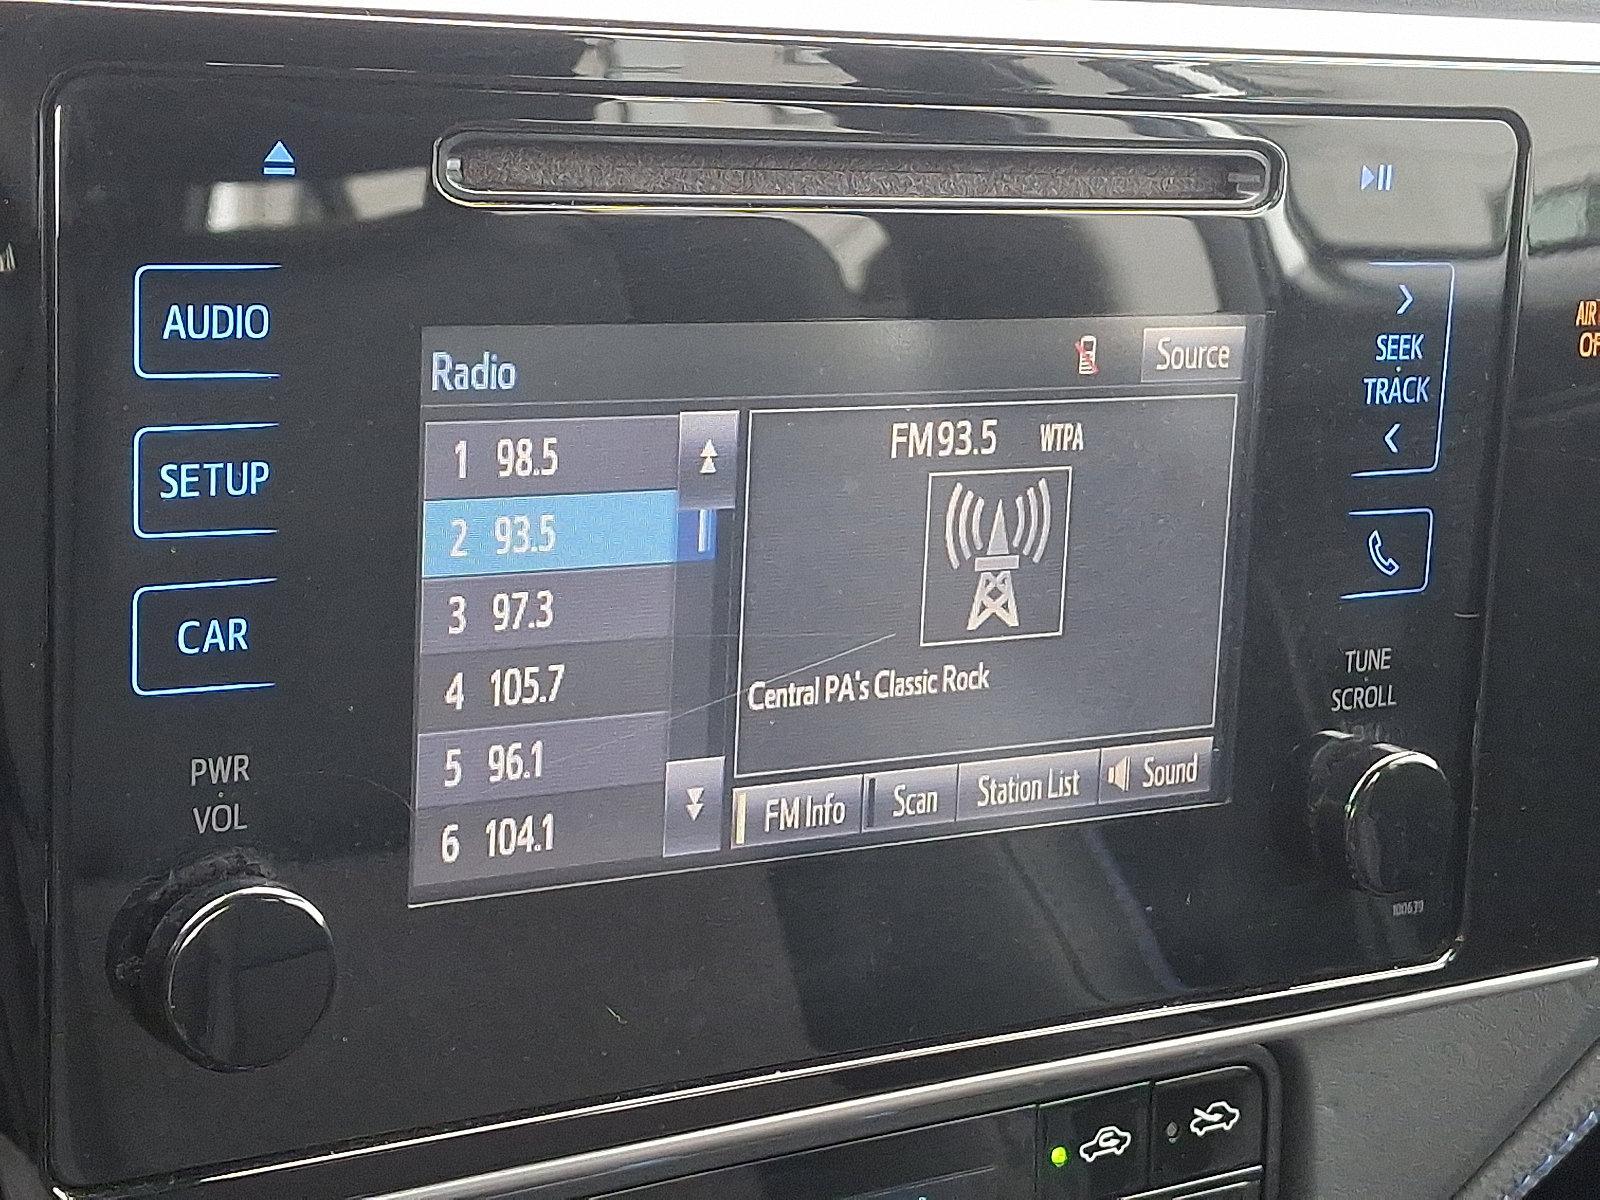 AUDIO
SETUP
CAR
PWR
VOL
Radio
Source
1 98.5
2 93.5
3 97.3
4 105.7
5 96.1
6 104.1
FM 93.5 WTPA
Central PA's Classic Rock
FM Info
Scan
Station List
Sound
SEEK
TRACK
TUNE
SCROLL
100639
AIR